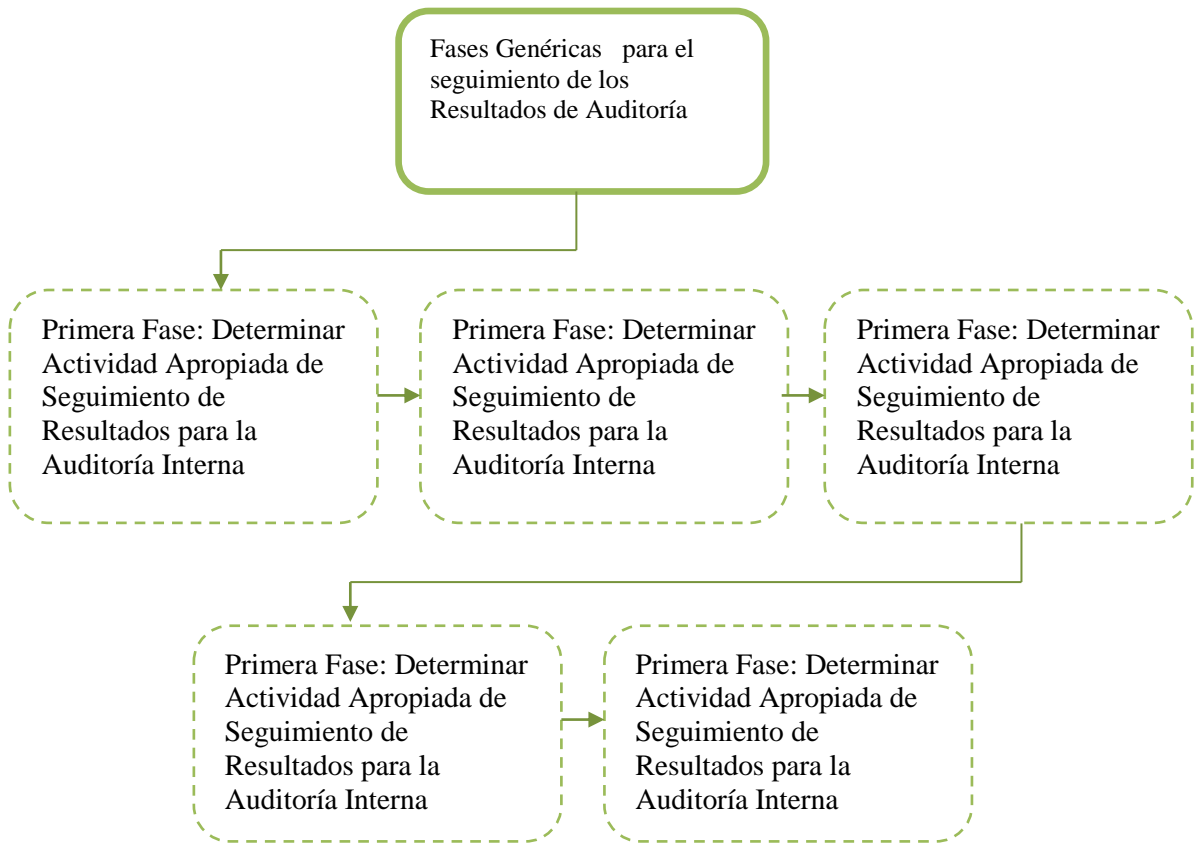 Fases Genéricas para el
seguimiento de los
Resultados de Auditoría
Primera Fase: Determinar
Actividad Apropiada de
Seguimiento de
Resultados para la
Auditoría Interna
Primera Fase: Determinar
Actividad Apropiada de
Seguimiento de
Resultados para la
Auditoría Interna
Primera Fase: Determinar
Actividad Apropiada de
Seguimiento de
Resultados para la
Auditoría Interna
Primera Fase: Determinar
Actividad Apropiada de
Seguimiento de
Resultados para la
Auditoría Interna
Primera Fase: Determinar
Actividad Apropiada de
Seguimiento de
Resultados para la
Auditoría Interna